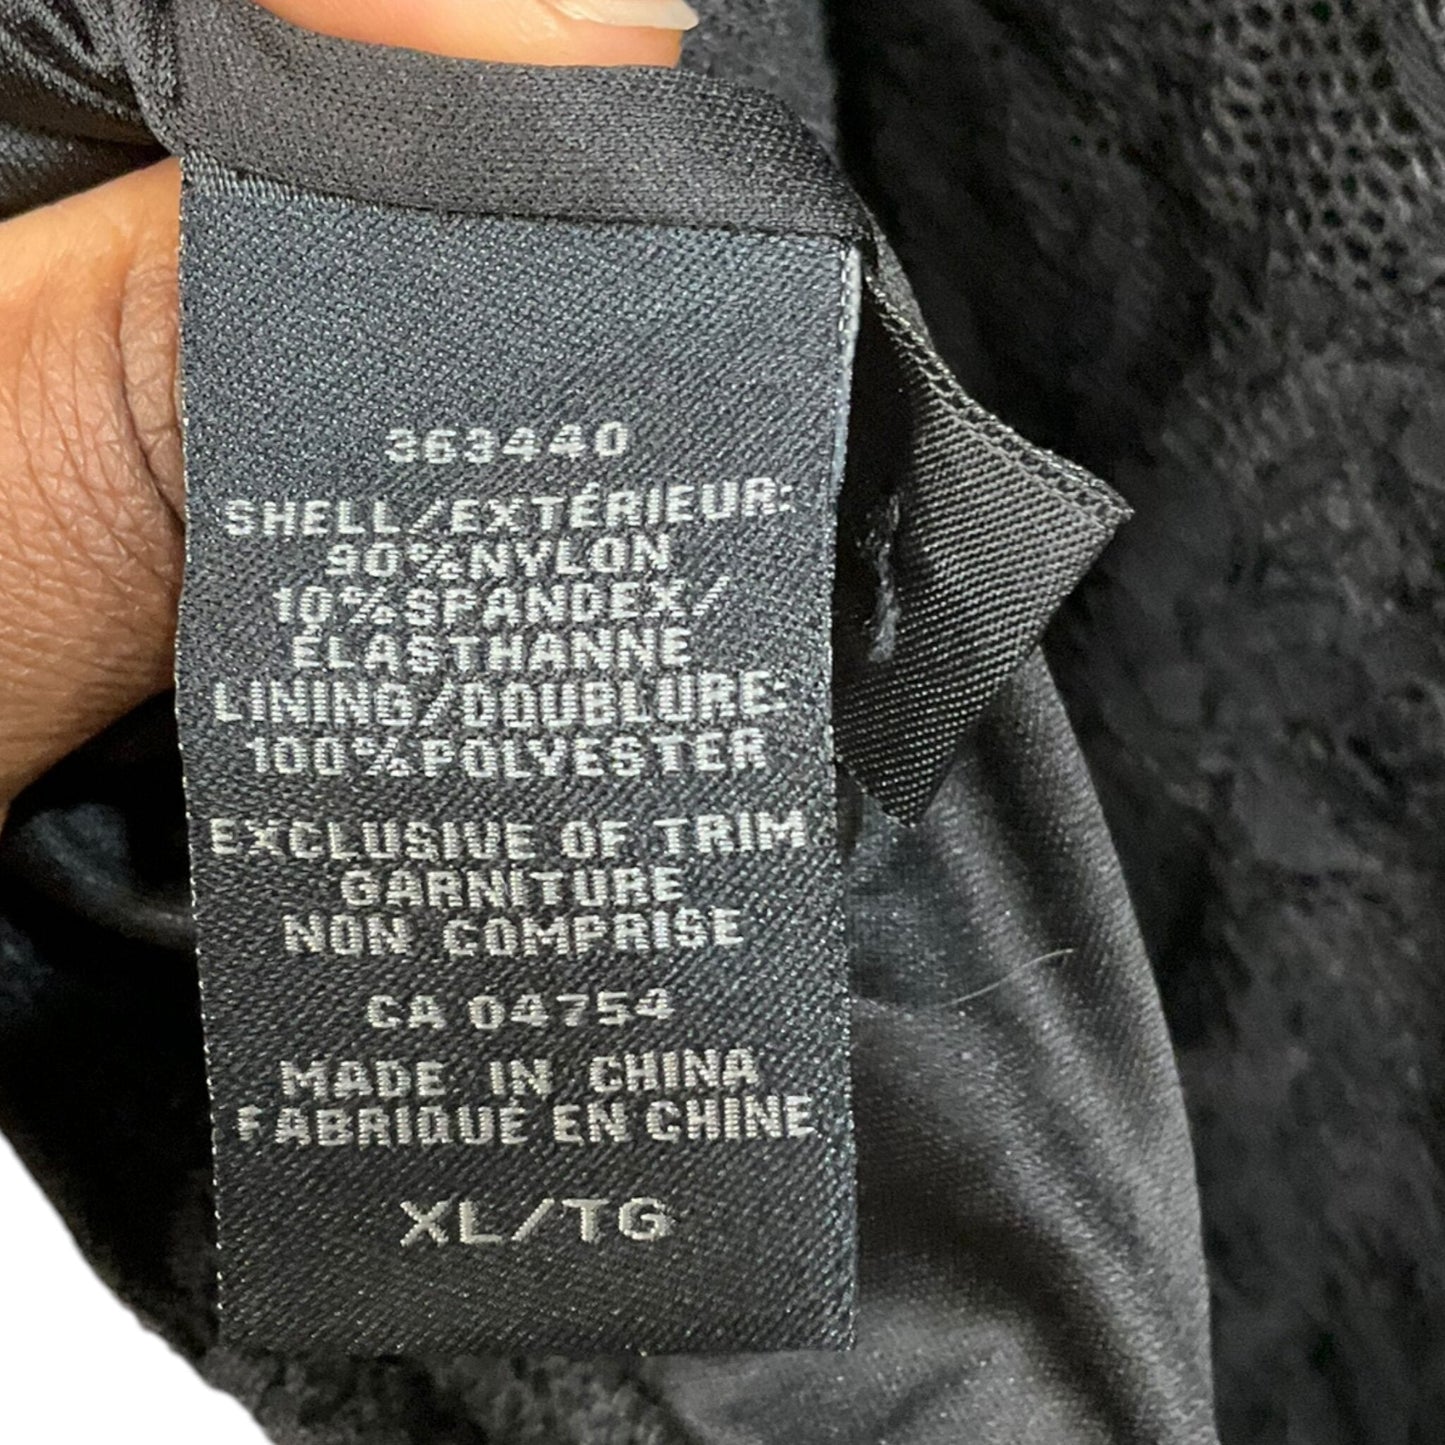 363440
SHELL/EXTÉRIEUR:
90%NYLON
10%SPANDEX/
ÉLASTHANNE
LINING/DOUBLURE:
100%POLYESTER
EXCLUSIVE OF TRIM
GARNITURE
NON COMPRISE
CA 04754
MADE IN CHINA
FABRIQUÉ EN CHINE
XL/TG